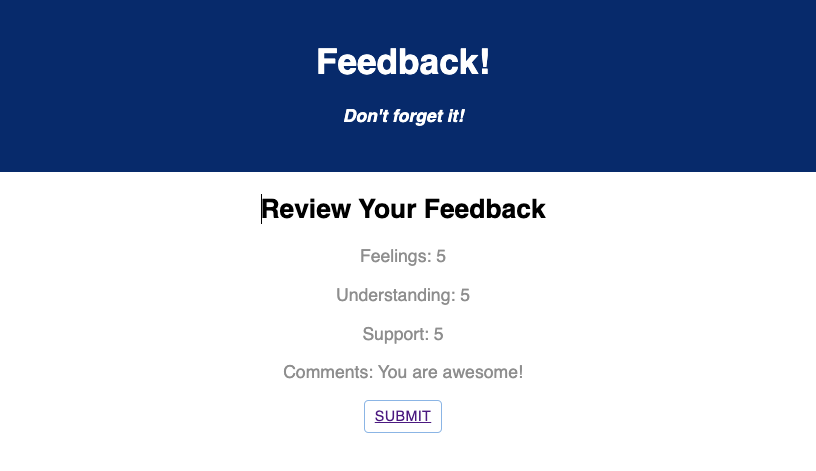 Feedback!
Don't forget it!
Review Your Feedback
Feelings: 5
Understanding: 5
Support: 5
Comments: You are awesome!
SUBMIT